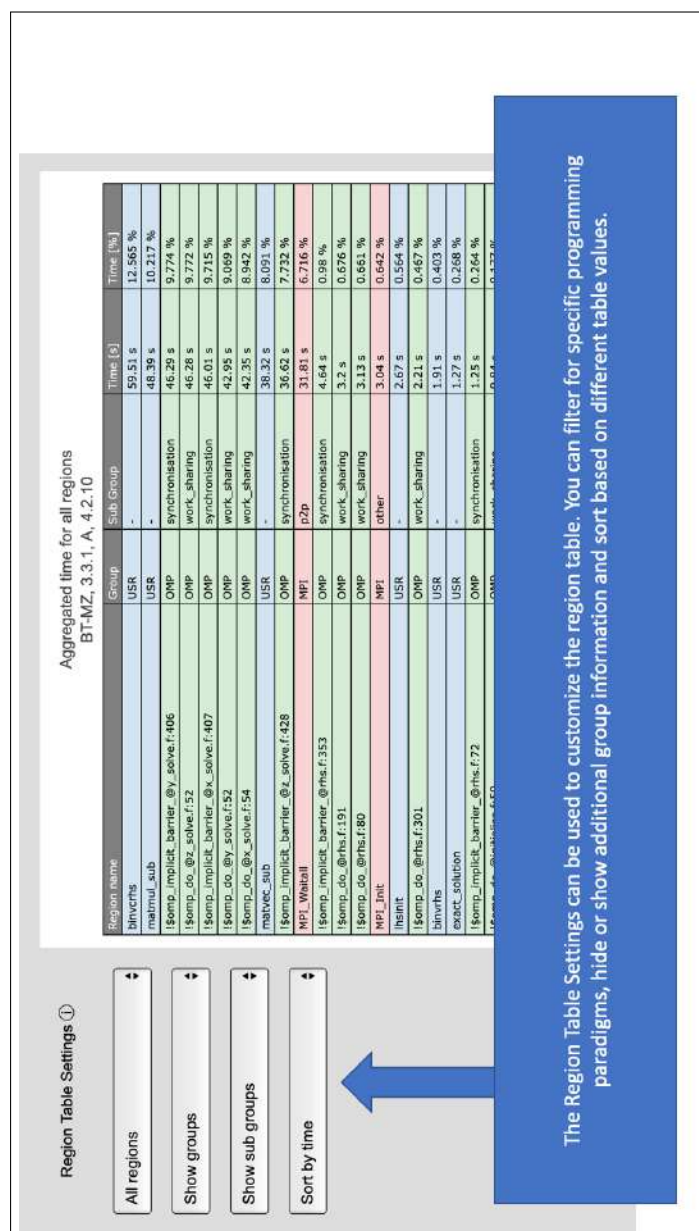 Region Table Settings ⓘ
All regions
Show groups
Show sub groups
Sort by time
Aggregated time for all regions
BT-MZ, 3.3.1, A, 4.2.10
Region name Group Sub Group Time [s] Time [%]
binvcrhs USR - 59.51 s 12.565 %
matmul_sub USR - 48.39 s 10.217 %
!$omp_implicit_barrier_@y_solve.f:406 OMP synchronisation 46.29 s 9.774 %
!$omp_do_@z_solve.f:52 OMP work_sharing 46.28 s 9.772 %
!$omp_implicit_barrier_@x_solve.f:407 OMP synchronisation 46.01 s 9.715 %
!$omp_do_@y_solve.f:52 OMP work_sharing 42.95 s 9.069 %
!$omp_do_@x_solve.f:54 OMP work_sharing 42.35 s 8.942 %
matvec_sub USR - 38.32 s 8.091 %
!$omp_implicit_barrier_@z_solve.f:428 OMP synchronisation 36.62 s 7.732 %
MPI_Waitall MPI p2p 31.81 s 6.716 %
!$omp_implicit_barrier_@rhs.f:353 OMP synchronisation 4.64 s 0.98 %
!$omp_do_@rhs.f:191 OMP work_sharing 3.2 s 0.676 %
!$omp_do_@rhs.f:80 OMP work_sharing 3.13 s 0.661 %
MPI_Init MPI other 3.04 s 0.642 %
lhsinit USR - 2.67 s 0.564 %
!$omp_do_@rhs.f:301 OMP work_sharing 2.21 s 0.467 %
binvrhs USR - 1.91 s 0.403 %
exact_solution USR - 1.27 s 0.268 %
!$omp_implicit_barrier_@rhs.f:72 OMP synchronisation 1.25 s 0.264 %
The Region Table Settings can be used to customize the region table. You can filter for specific programming
paradigms, hide or show additional group information and sort based on different table values.